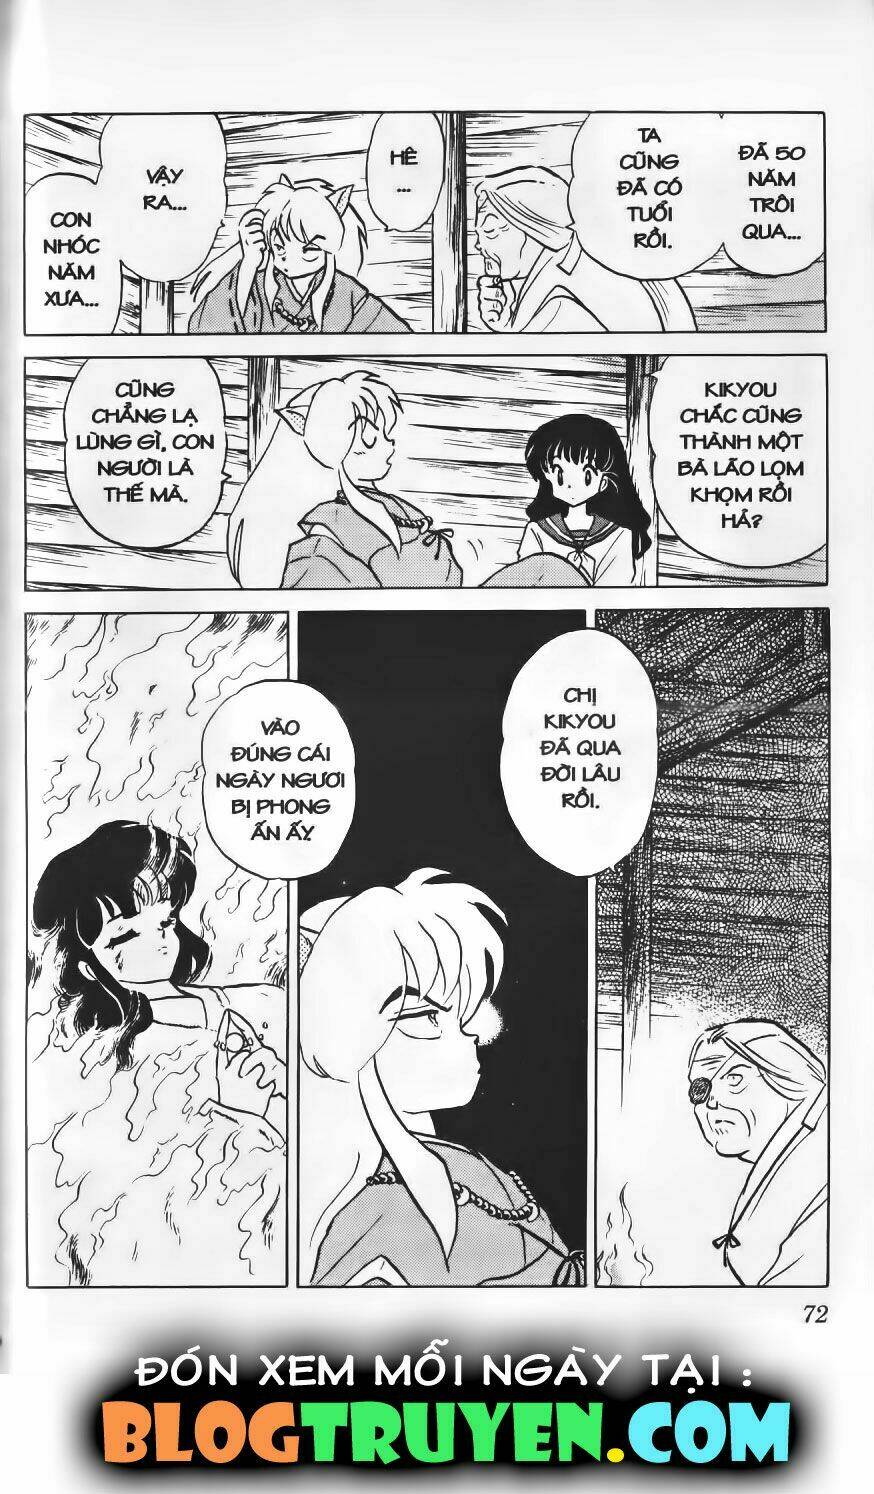 ĐÃ 50
NĂM
TRÔI
QUA...
TA
CŨNG
ĐÃ CÓ
TUỔI
RỒI.
HÊ
...
VẬY
RA...
CON
NHÓC
NĂM
XƯA...
KIKYOU
CHẮC CŨNG
THÀNH MỘT
BÀ LÃO LỌM
KHỌM RỒI
HẢ?
CŨNG
CHẲNG LẠ
LÙNG GÌ, CON
NGƯỜI LÀ
THẾ MÀ.
CHỊ
KIKYOU
ĐÃ QUA
ĐỜI LÂU
RỒI.
VÀO
ĐÚNG CÁI
NGÀY NGƯƠI
BỊ PHONG
ẤN ẤY.
72
ĐÓN XEM MỖI NGÀY TẠI :
BLOGTRUYEN.COM